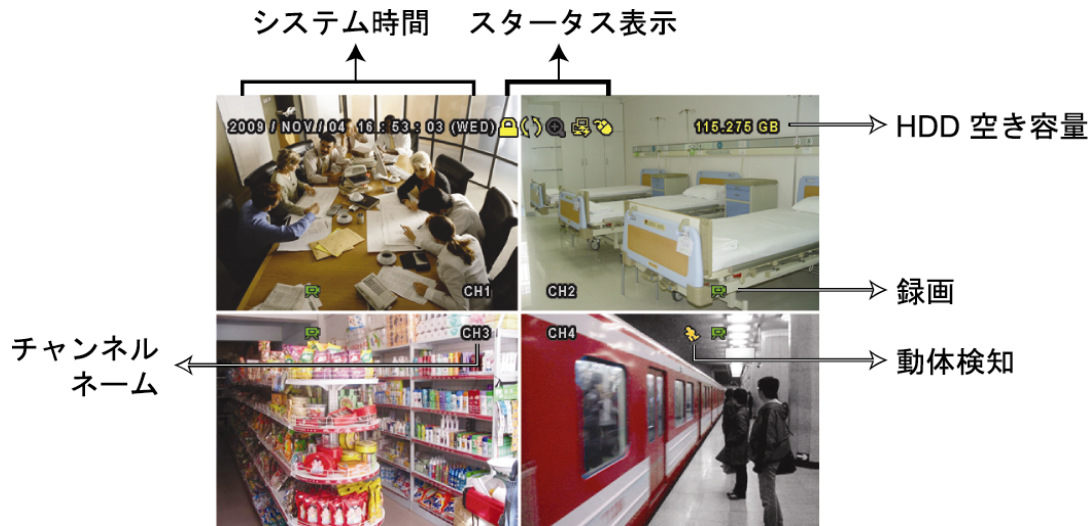 システム時間
スタータス表示
2009 / NOV / 04 16 : 53 : 03 (WED)
115.275 GB
HDD 空き容量
CH1
CH2
録画
チャンネル
ネーム
CH3
CH4
動体検知